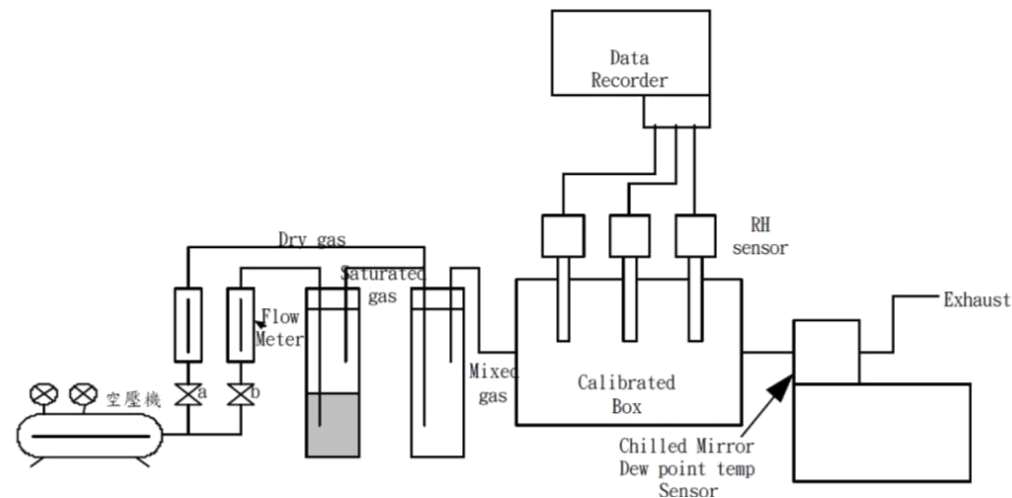 Data
Recorder
RH
sensor
Dry gas
Saturated
gas
Exhaust
Flow
Meter
Mixed
gas
Calibrated
Box
空壓機
a
b
Chilled Mirror
Dew point temp
Sensor